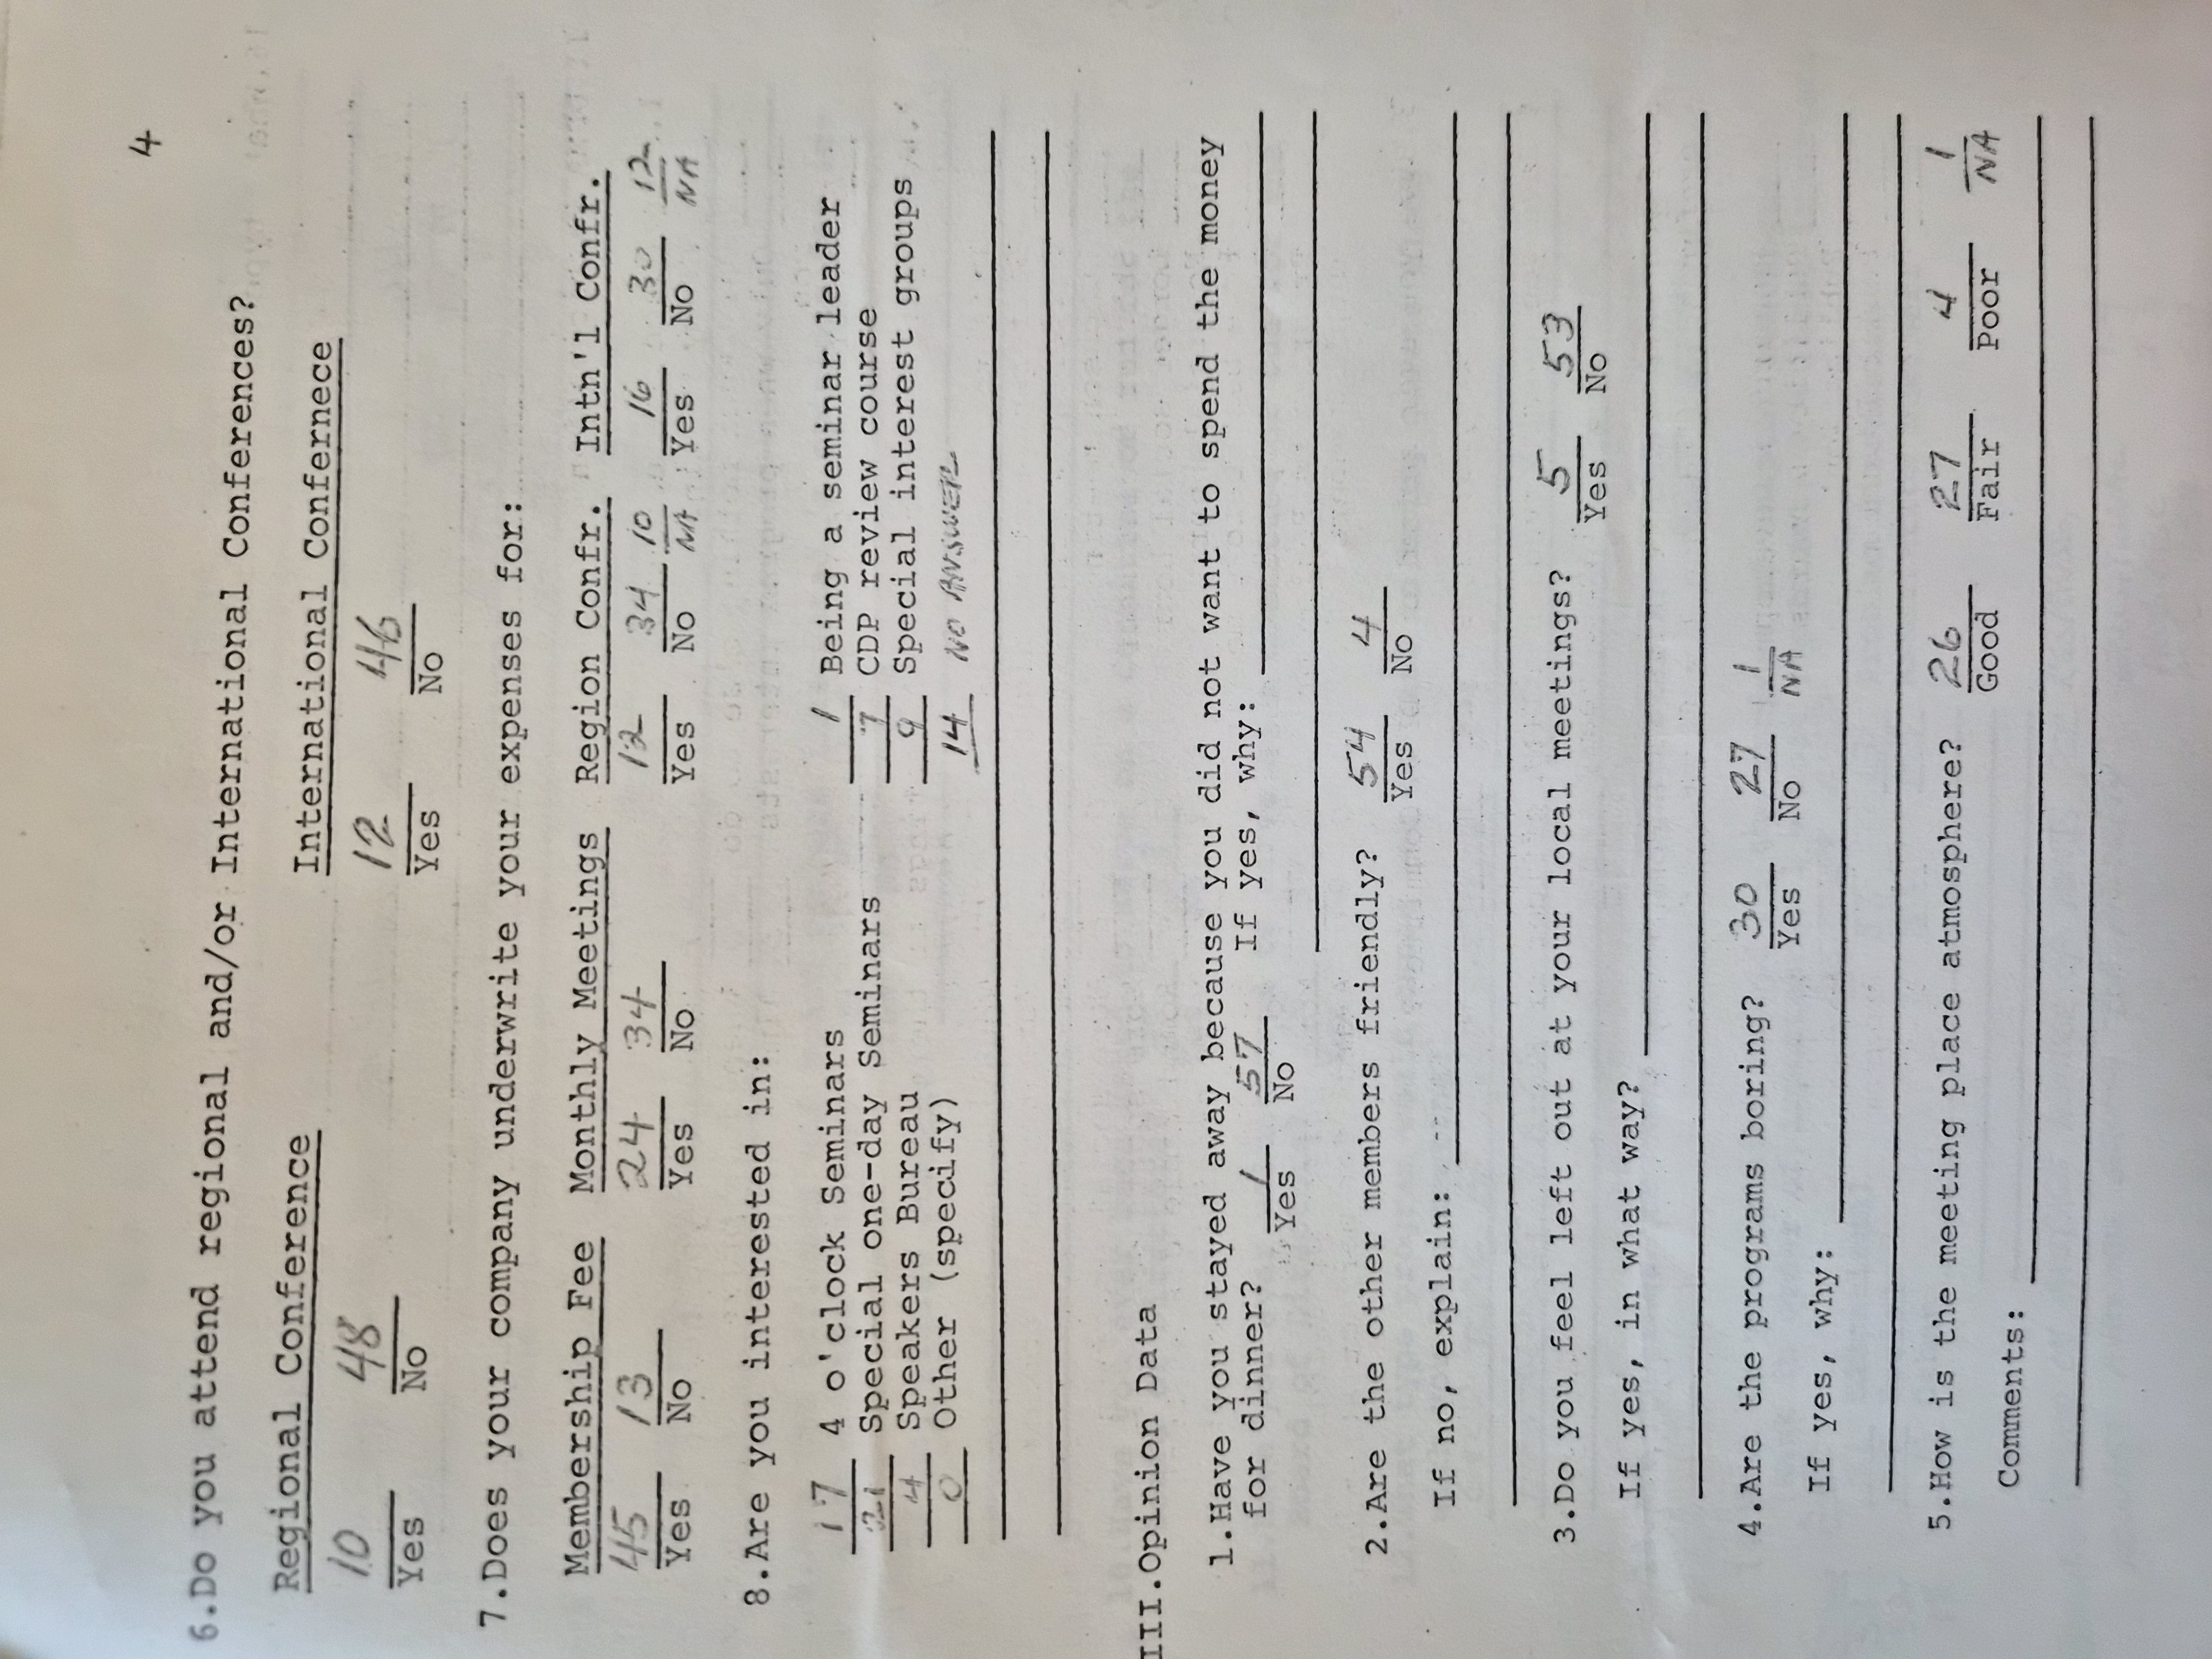 4
6.Do you attend regional and/or International Conferences?
Regional Conference International Confernece
10 48 12 46
Yes No Yes No
7.Does your company underwrite your expenses for:
Membership Fee Monthly Meetings Region Confr. Intn'l Confr.
45 13 24 34 12 34 10 16 30 12
Yes No Yes No Yes No NA Yes No NA
8.Are you interested in:
17 4 o'clock Seminars 1 Being a seminar leader
21 Special one-day Seminars 7 CDP review course
4 Speakers Bureau 9 Special interest groups
0 Other (specify) 14 NO ANSWER
III.Opinion Data
1.Have you stayed away because you did not want to spend the money
for dinner? 1 57 If yes, why:
Yes No
2.Are the other members friendly? 54 4
Yes No
If no, explain:
3.Do you feel left out at your local meetings? 5 53
Yes No
If yes, in what way?
4.Are the programs boring? 30 27 1
Yes No NA
If yes, why:
5.How is the meeting place atmosphere? 26 27 4 1
Good Fair Poor NA
Comments: